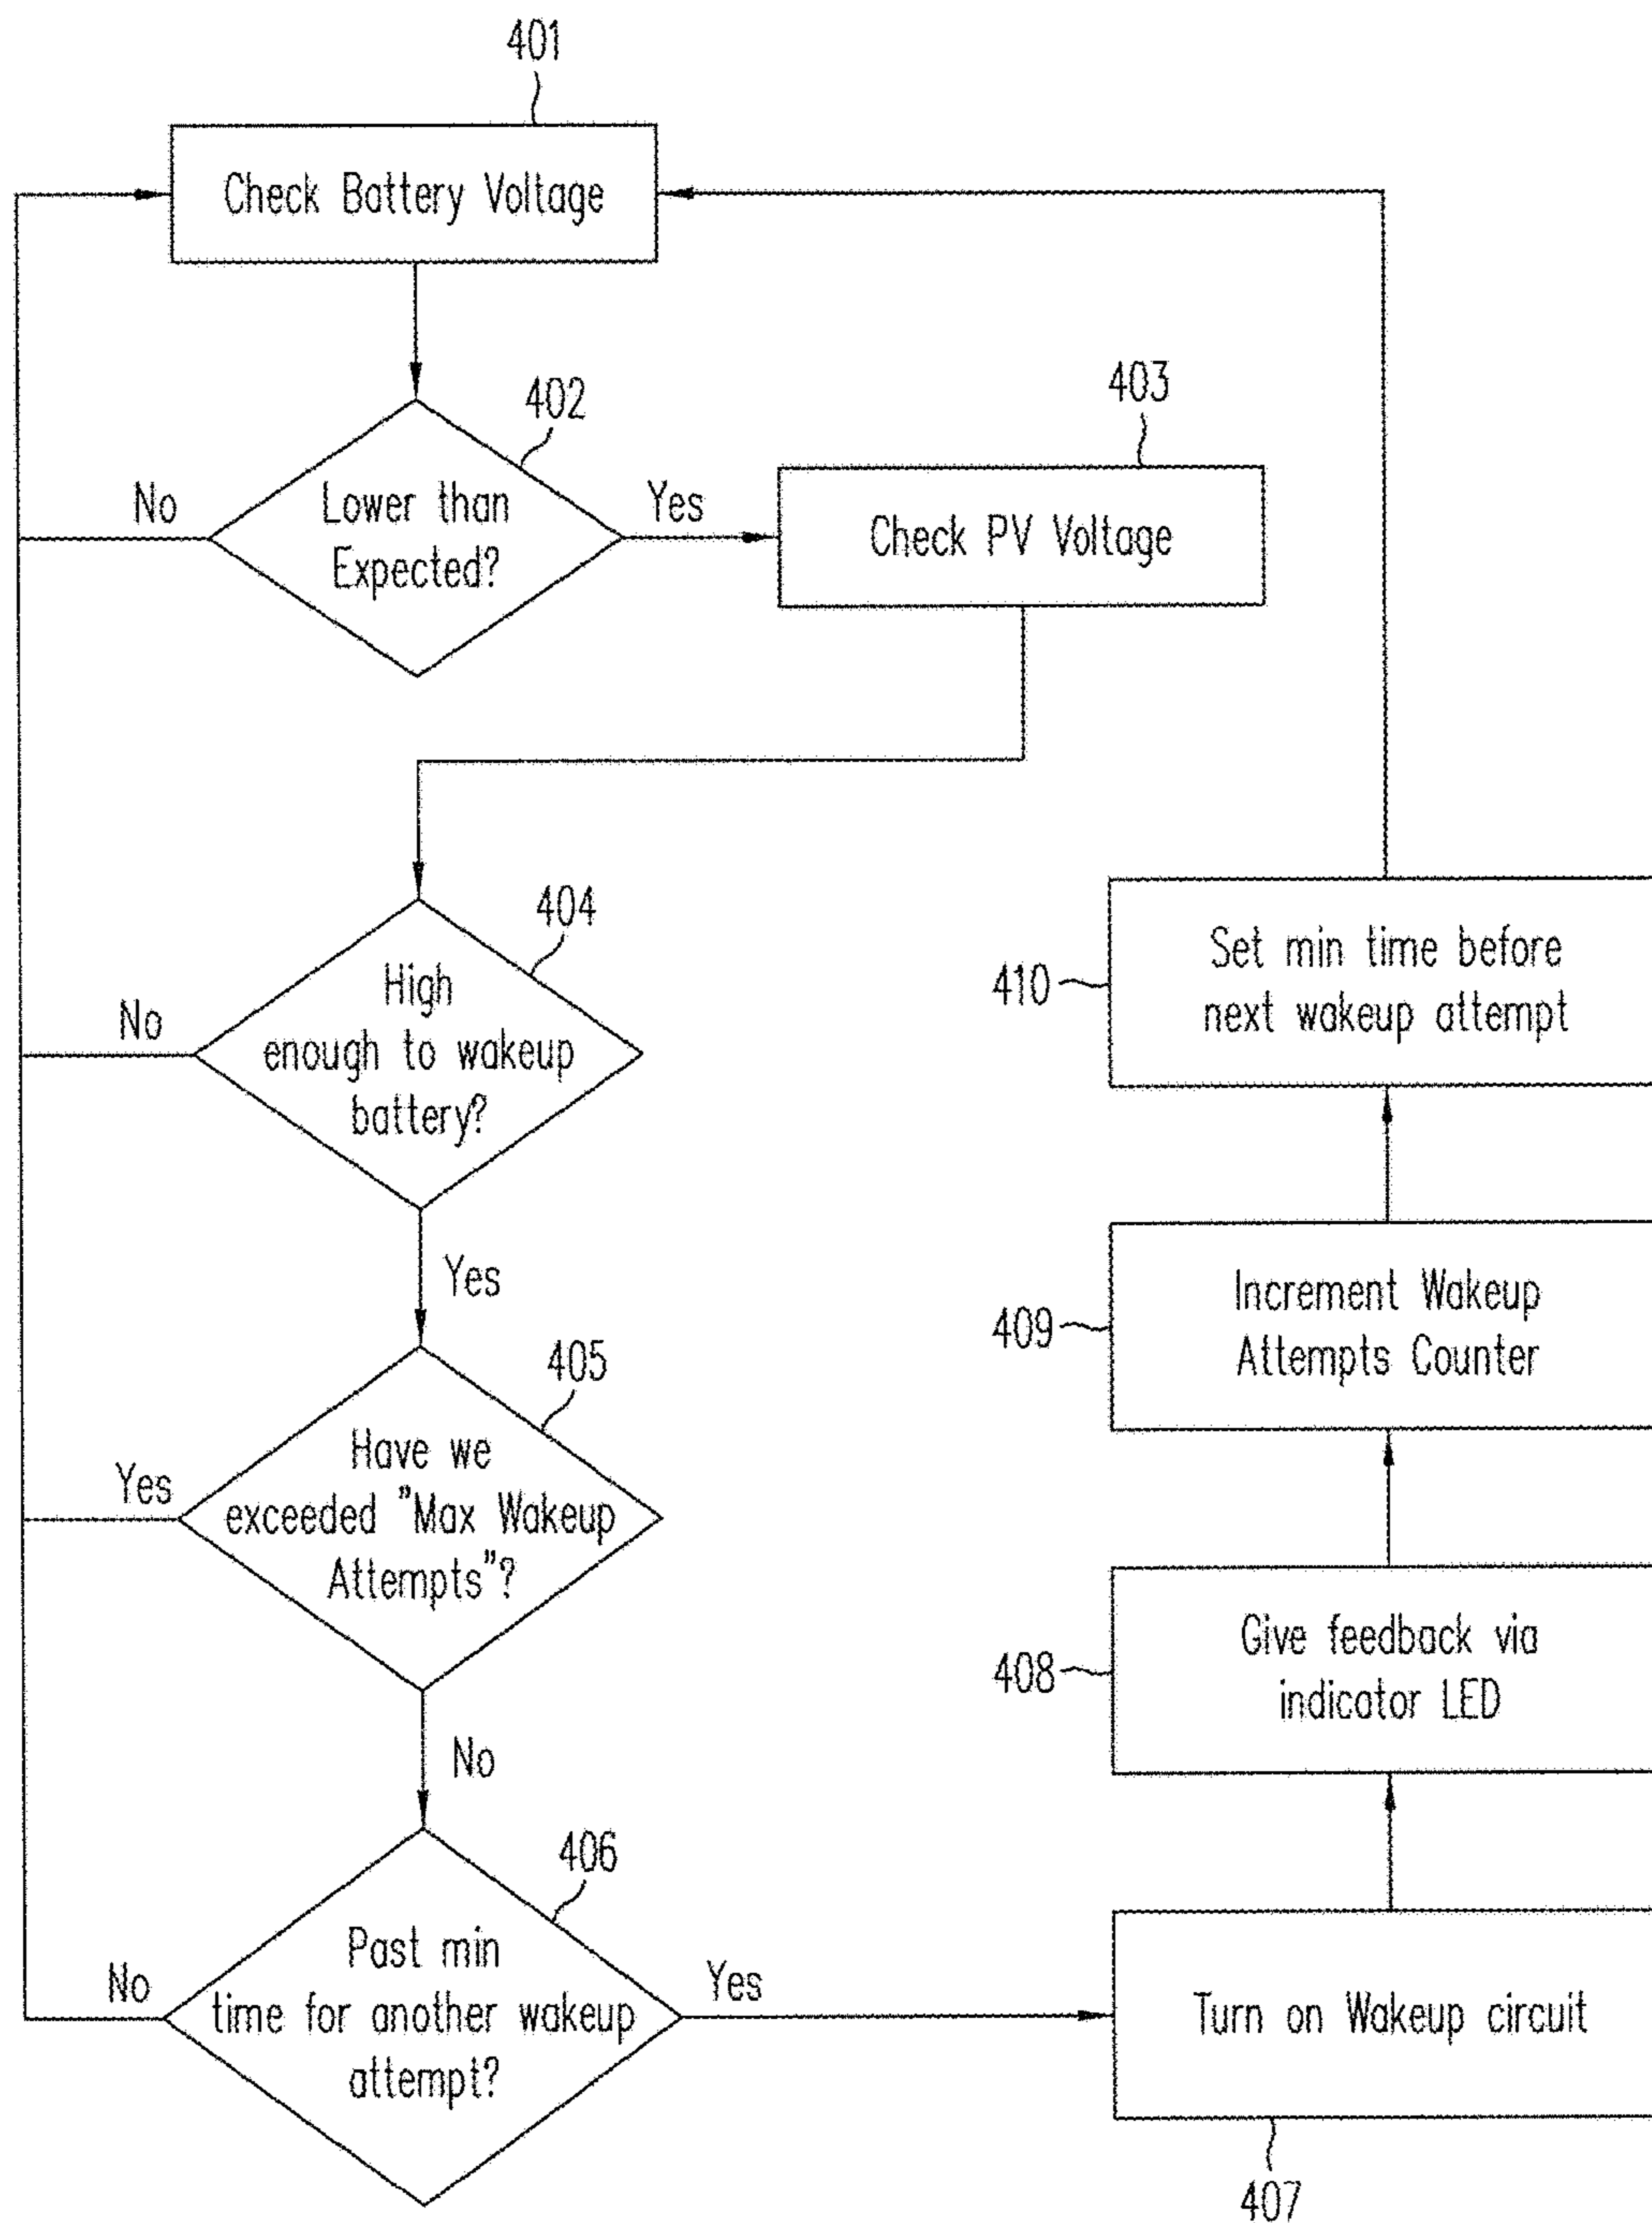 401
Check Battery Voltage
402
Lower than
Expected?
No
Yes
403
Check PV Voltage
404
High
enough to wakeup
battery?
No
Yes
405
Have we
exceeded "Max Wakeup
Attempts"?
Yes
No
406
Past min
time for another wakeup
attempt?
No
Yes
Turn on Wakeup circuit
407
Give feedback via
indicator LED
408
Increment Wakeup
Attempts Counter
409
Set min time before
next wakeup attempt
410